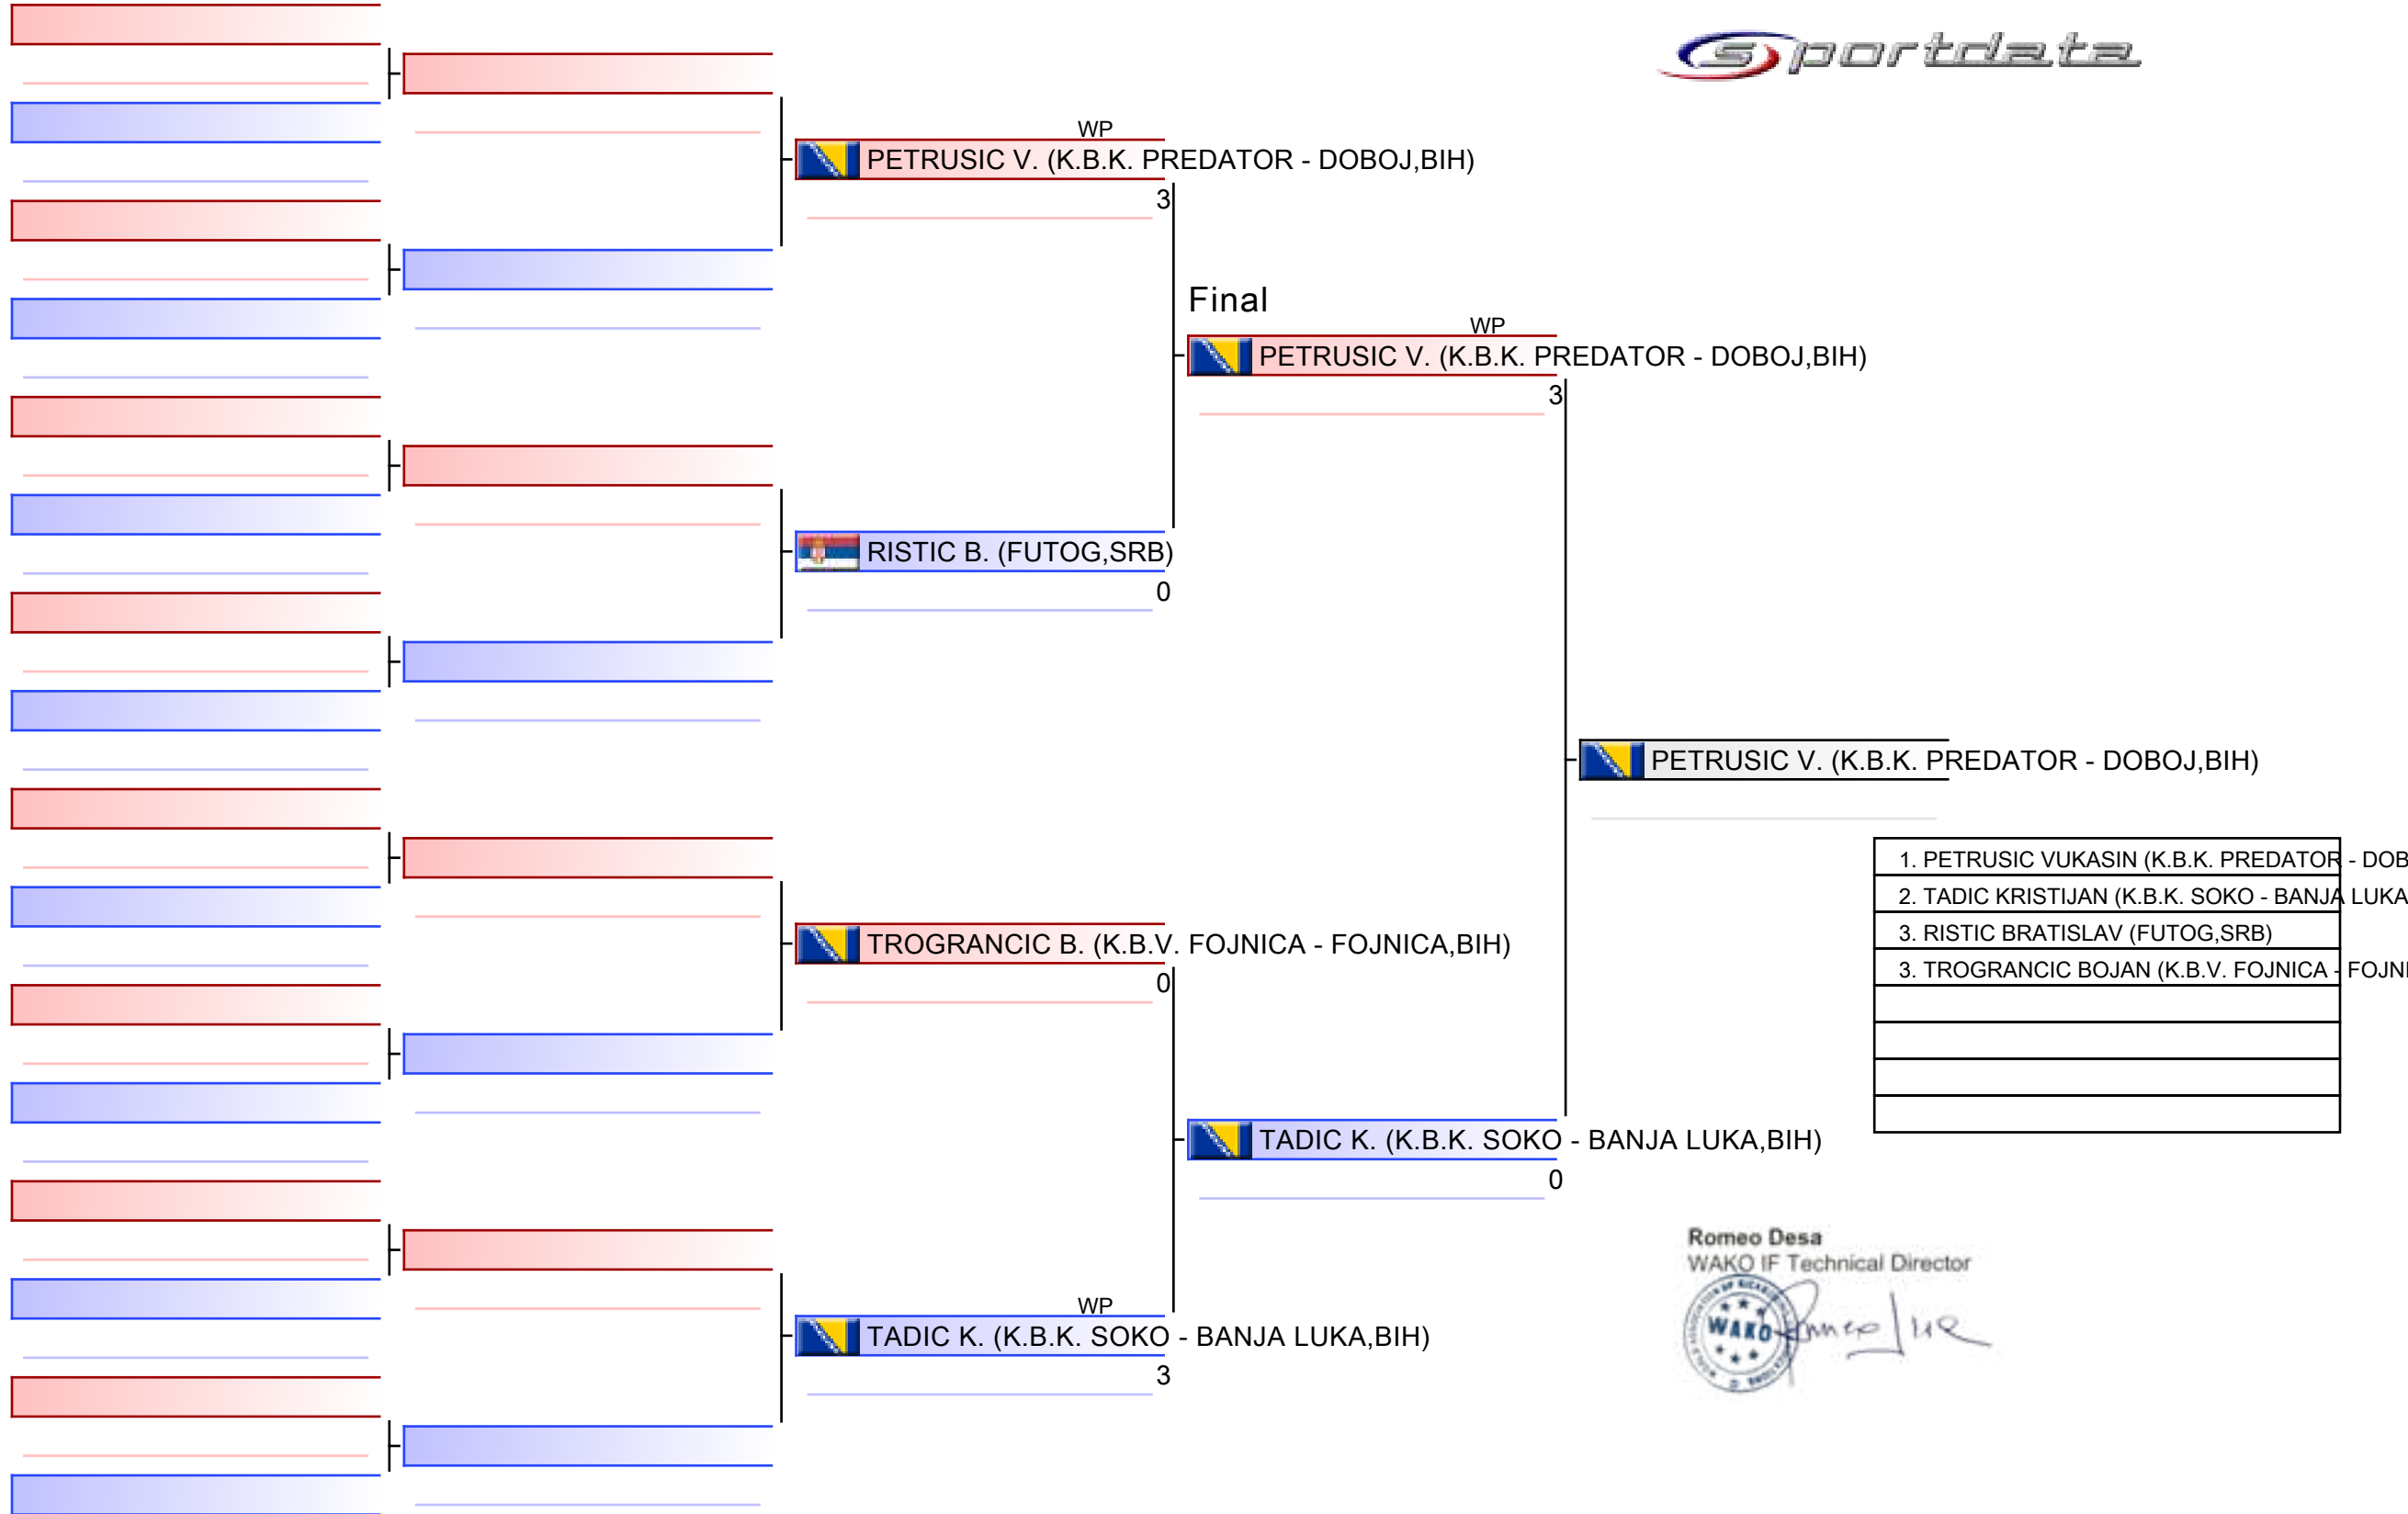 sportdata
WP
PETRUSIC V. (K.B.K. PREDATOR - DOBOJ,BIH)
3
Final
WP
PETRUSIC V. (K.B.K. PREDATOR - DOBOJ,BIH)
3
RISTIC B. (FUTOG,SRB)
0
PETRUSIC V. (K.B.K. PREDATOR - DOBOJ,BIH)
1. PETRUSIC VUKASIN (K.B.K. PREDATOR - DOB
2. TADIC KRISTIJAN (K.B.K. SOKO - BANJA LUKA
3. RISTIC BRATISLAV (FUTOG,SRB)
3. TROGRANCIC BOJAN (K.B.V. FOJNICA - FOJNI
TROGRANCIC B. (K.B.V. FOJNICA - FOJNICA,BIH)
0
TADIC K. (K.B.K. SOKO - BANJA LUKA,BIH)
0
WP
TADIC K. (K.B.K. SOKO - BANJA LUKA,BIH)
3
Romeo Desa
WAKO IF Technical Director
WAKO